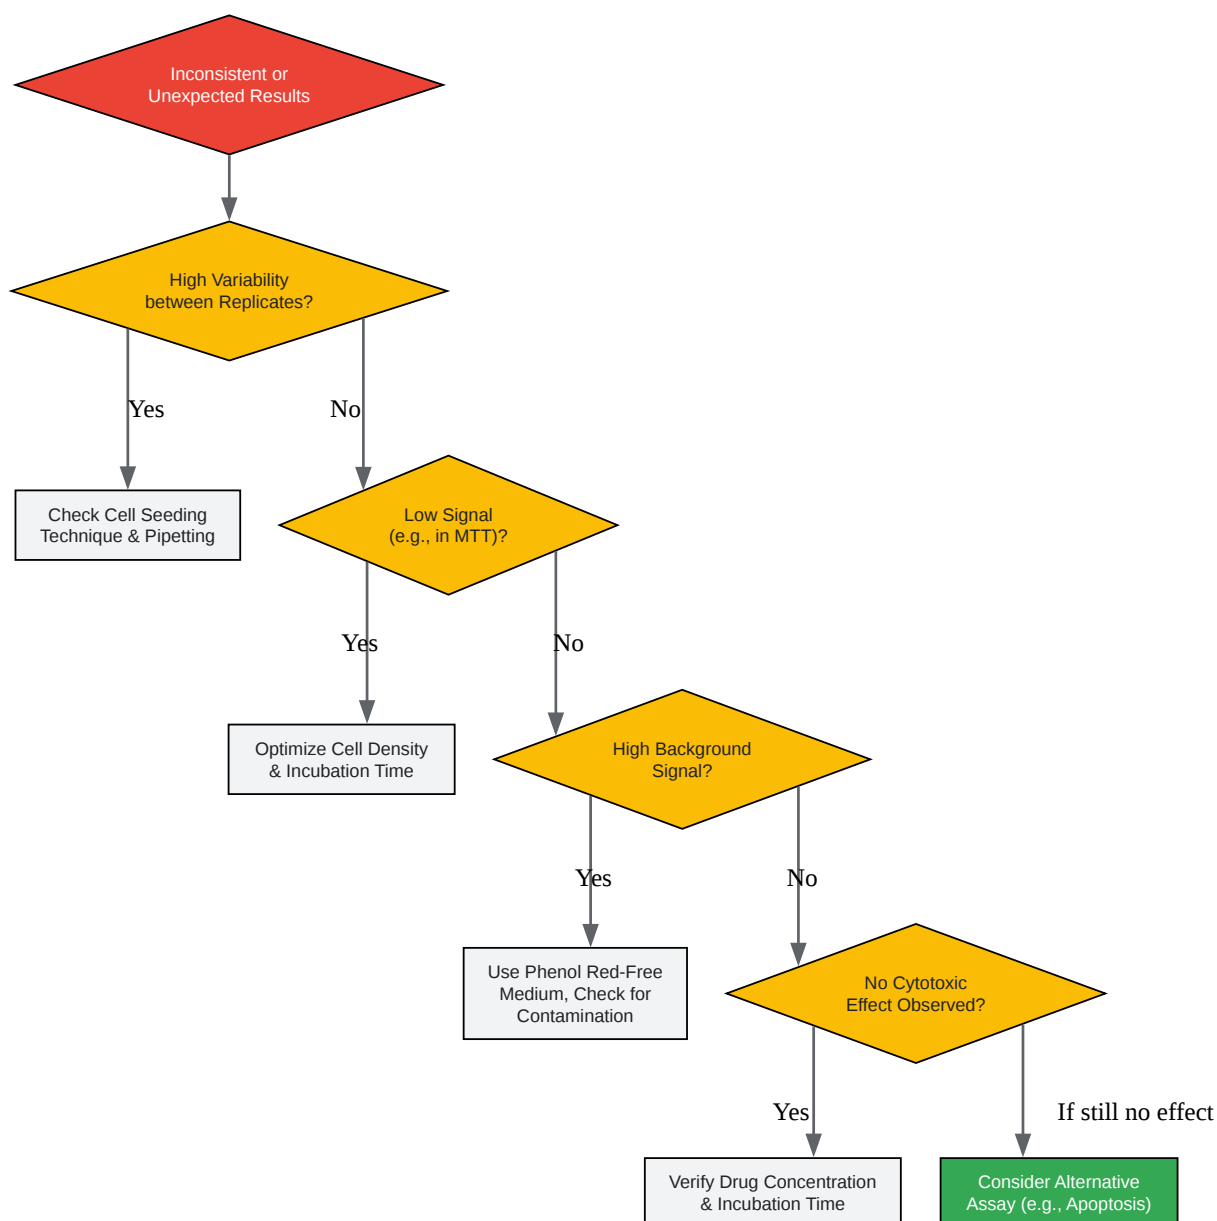 Inconsistent or
Unexpected Results
High Variability
between Replicates?
Yes
No
Check Cell Seeding
Technique & Pipetting
Low Signal
(e.g., in MTT)?
Yes
No
Optimize Cell Density
& Incubation Time
High Background
Signal?
Yes
No
Use Phenol Red-Free
Medium, Check for
Contamination
No Cytotoxic
Effect Observed?
Yes
If still no effect
Verify Drug Concentration
& Incubation Time
Consider Alternative
Assay (e.g., Apoptosis)